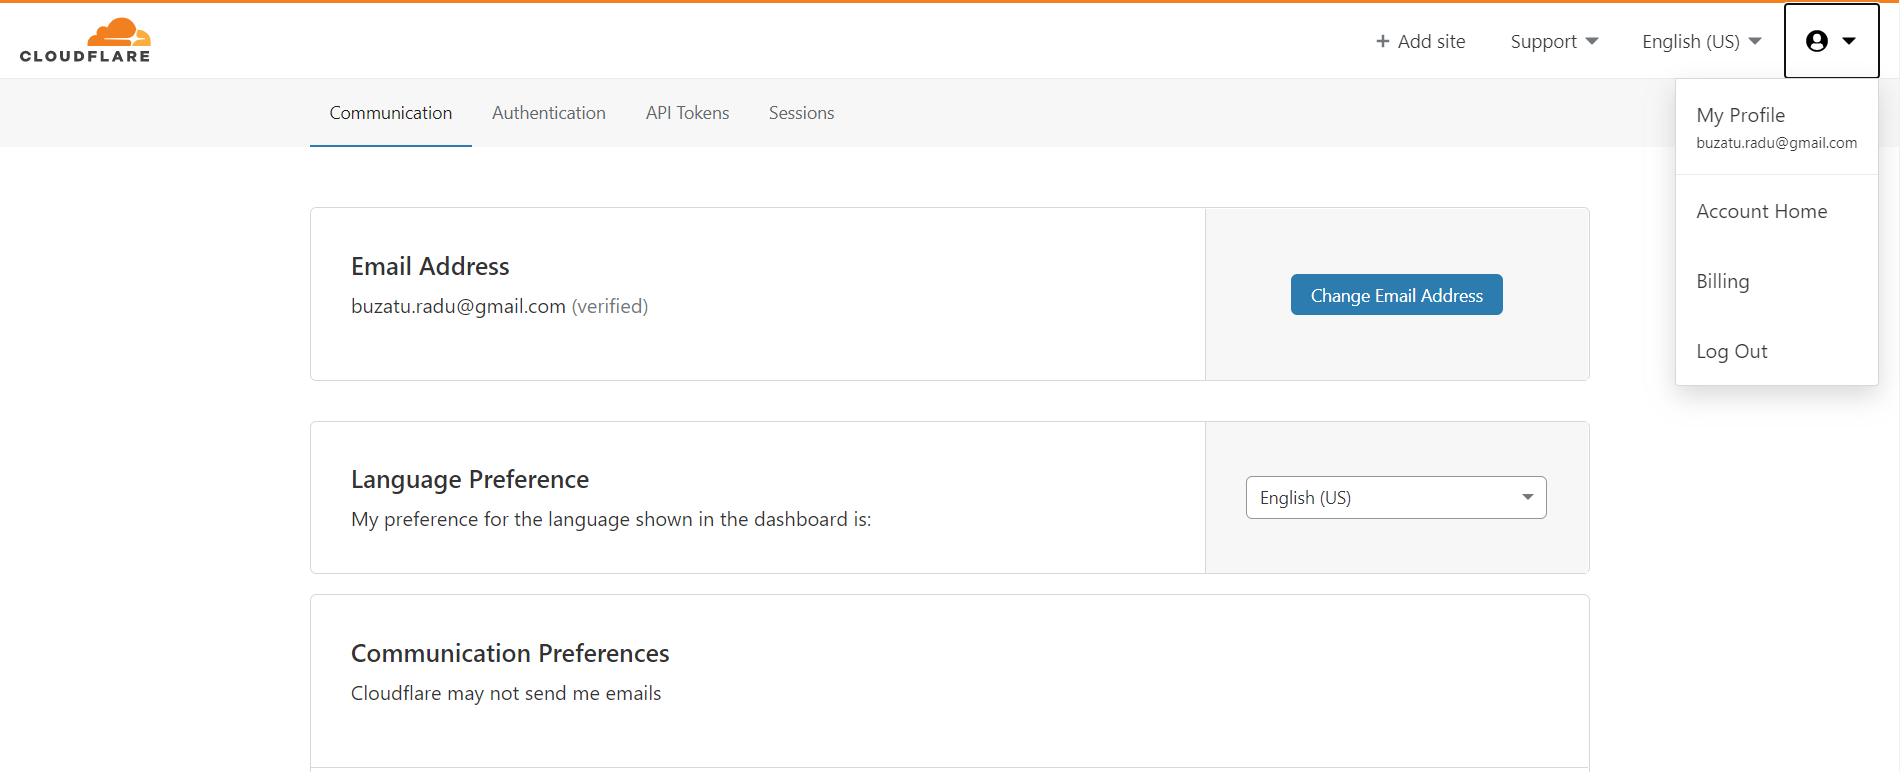 CLOUDFLARE
Add site
Support
English (US)
Communication
Authentication
API Tokens
Sessions
My Profile
buzatu.radu@gmail.com
Account Home
Billing
Log Out
Email Address
buzatu.radu@gmail.com (verified)
Change Email Address
Language Preference
My preference for the language shown in the dashboard is:
English (US)
Communication Preferences
Cloudflare may not send me emails